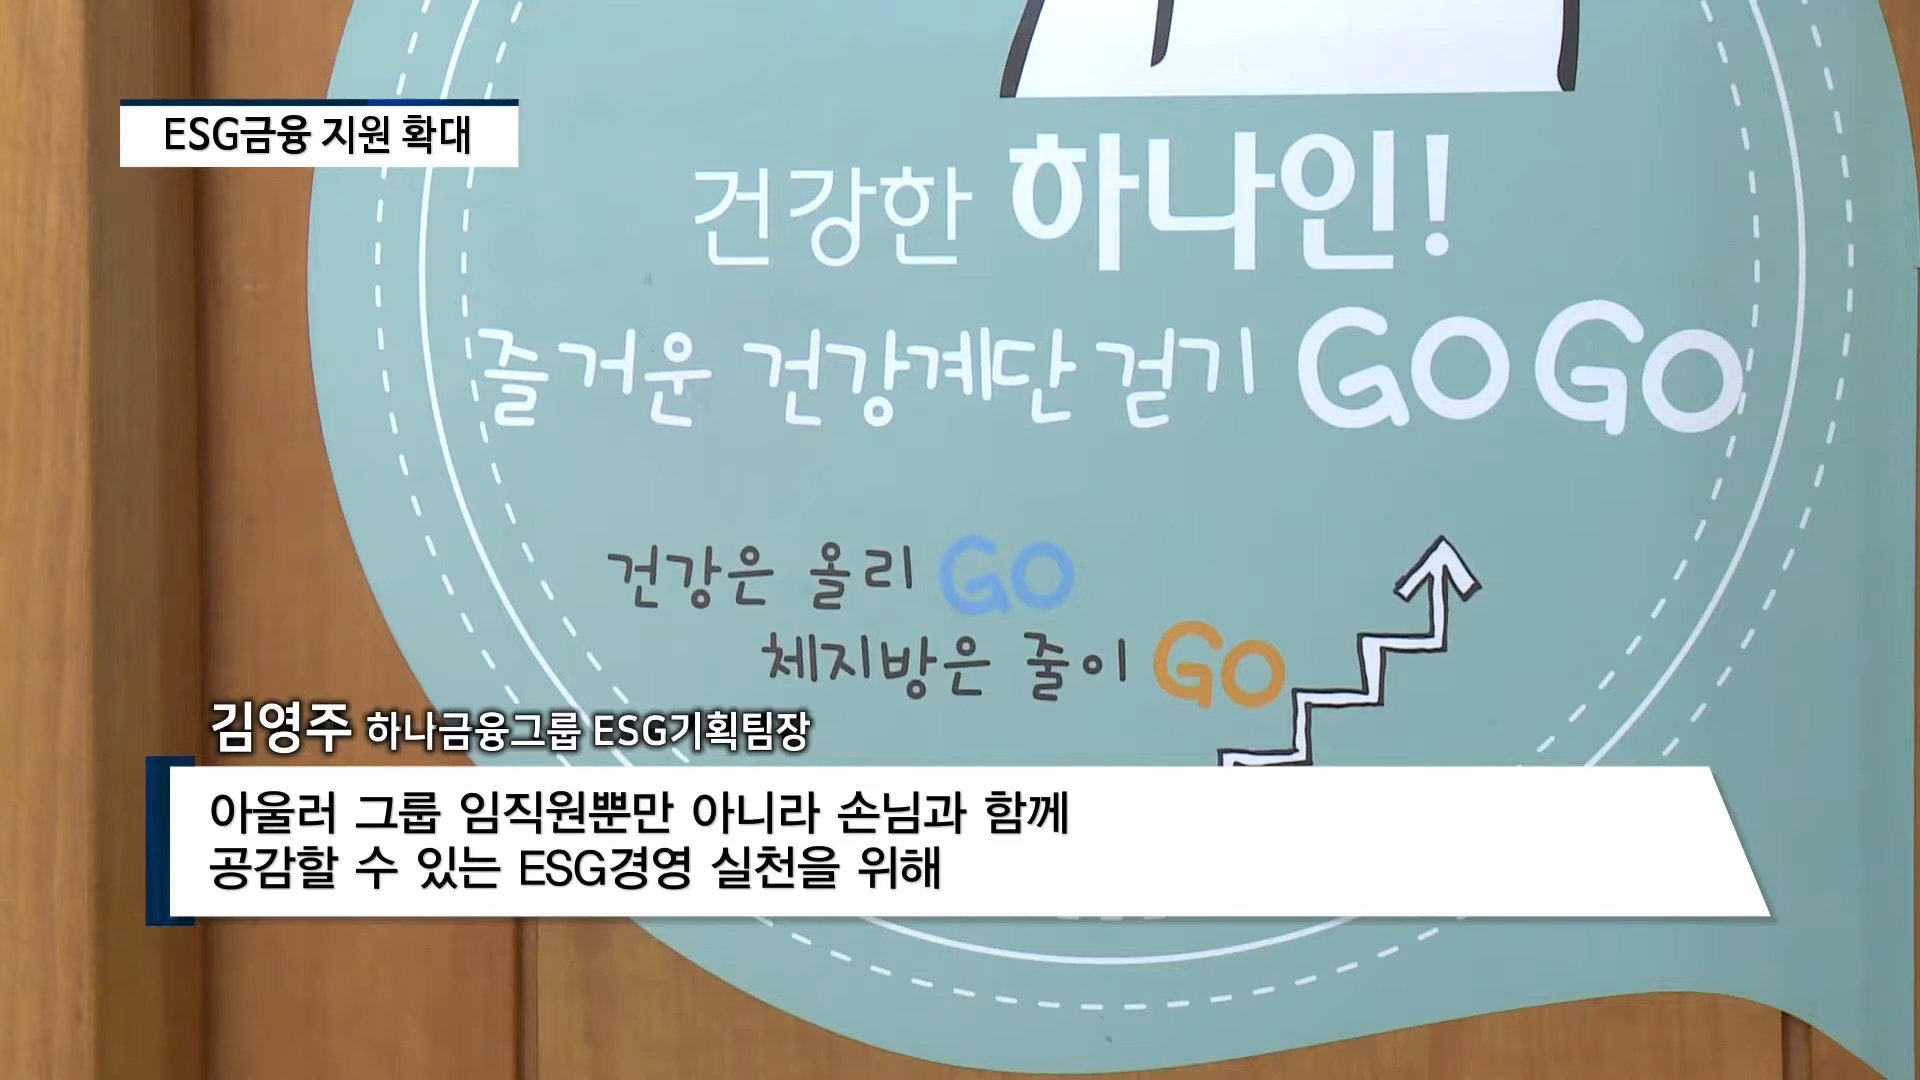 ESG금융 지원 확대
건강한 하나인!
즐거운 건강계단 걷기 GO GO
건강은 올리 GO
체지방은 줄이 GO
김영주 하나금융그룹 ESG기획팀장
아울러 그룹 임직원뿐만 아니라 손님과 함께
공감할 수 있는 ESG경영 실천을 위해